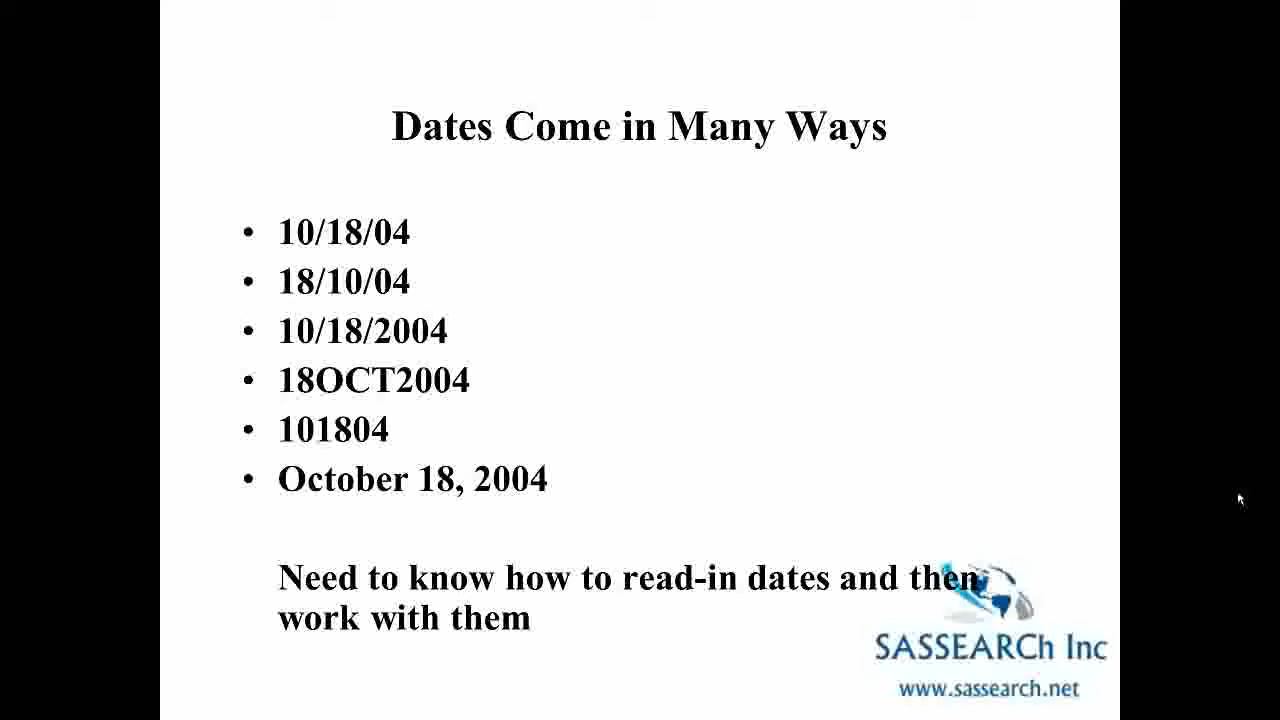 Dates Come in Many Ways
• 10/18/04
• 18/10/04
• 10/18/2004
• 18OCT2004
• 101804
• October 18, 2004
Need to know how to read-in dates and then
work with them
SASSEARCh Inc
www.sassearch.net